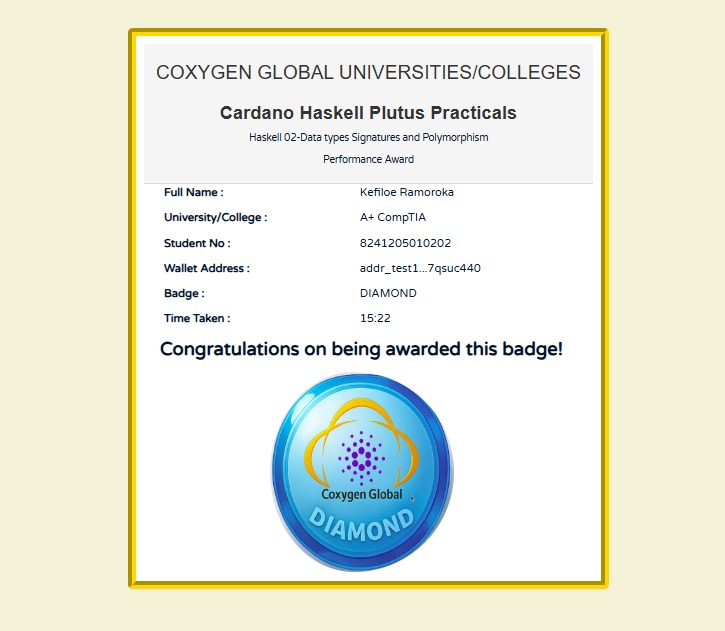 COXYGEN GLOBAL UNIVERSITIES/COLLEGES
Cardano Haskell Plutus Practicals
Haskell 02-Data types Signatures and Polymorphism
Performance Award
Full Name : Kefiloe Ramoroka
University/College : A+ CompTIA
Student No : 8241205010202
Wallet Address : addr_test1...7qsuc440
Badge : DIAMOND
Time Taken : 15:22
Congratulations on being awarded this badge!
Coxygen Global
DIAMOND